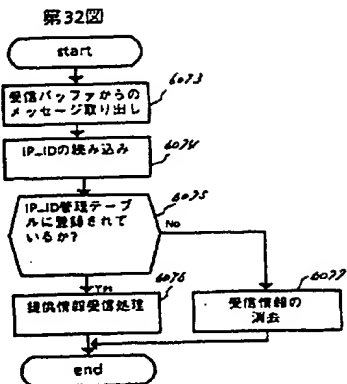 第32図
start
6073
受信バッファからの
メッセージ取り出し
6074
IP_IDの読み込み
6075
IP_ID管理テーブ
ルに登録されて
いるか?
No
Yes
6076
提供情報受信処理
6077
受信情報の
消去
end